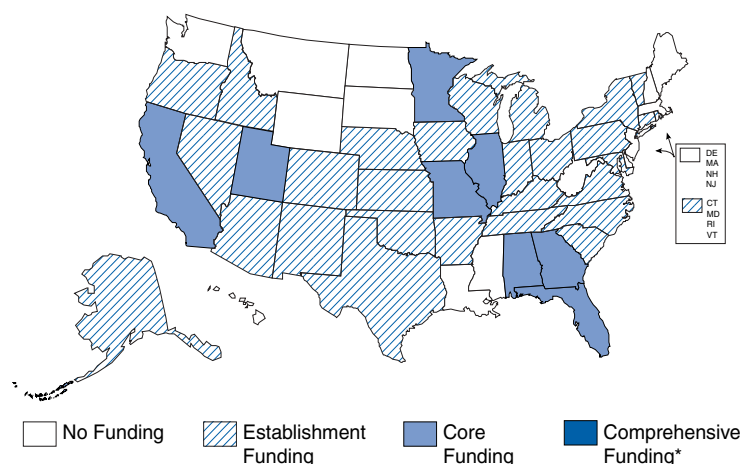 DE
MA
NH
NJ
CT
MD
RI
VT
No Funding
Establishment
Funding
Core
Funding
Comprehensive
Funding*